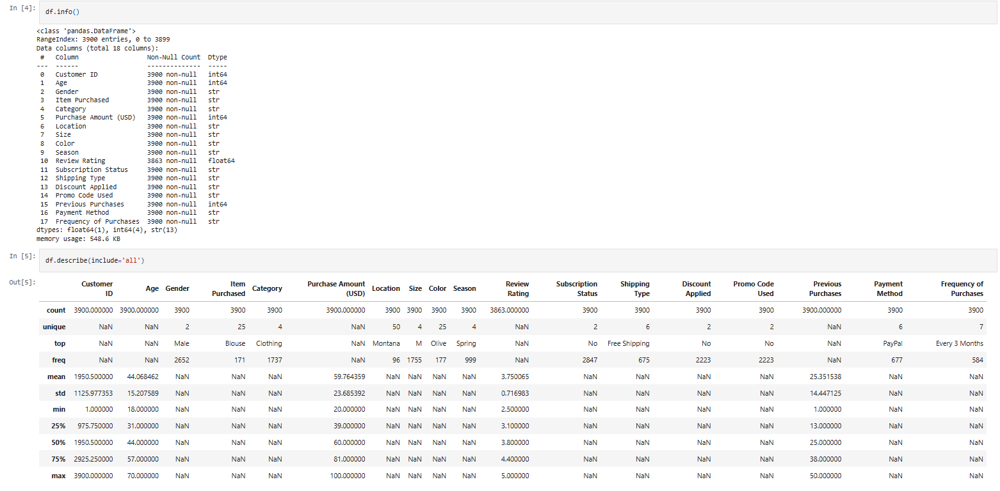 In [4]:
df.info()
<class 'pandas.DataFrame'>
RangeIndex: 3900 entries, 0 to 3899
Data columns (total 18 columns):
 #   Column                  Non-Null Count  Dtype
---  ------                  --------------  -----
 0   Customer ID             3900 non-null   int64
 1   Age                     3900 non-null   int64
 2   Gender                  3900 non-null   str
 3   Item Purchased          3900 non-null   str
 4   Category                3900 non-null   str
 5   Purchase Amount (USD)   3900 non-null   int64
 6   Location                3900 non-null   str
 7   Size                    3900 non-null   str
 8   Color                   3900 non-null   str
 9   Season                  3900 non-null   str
 10  Review Rating           3863 non-null   float64
 11  Subscription Status     3900 non-null   str
 12  Shipping Type           3900 non-null   str
 13  Discount Applied        3900 non-null   str
 14  Promo Code Used         3900 non-null   str
 15  Previous Purchases      3900 non-null   int64
 16  Payment Method          3900 non-null   str
 17  Frequency of Purchases  3900 non-null   str
dtypes: float64(1), int64(4), str(13)
memory usage: 548.6 KB
In [5]:
df.describe(include='all')
Out[5]:
Customer ID Age Gender Item Purchased Category Purchase Amount (USD) Location Size Color Season Review Rating Subscription Status Shipping Type Discount Applied Promo Code Used Previous Purchases Payment Method Frequency of Purchases
count 3900.000000 3900.000000 3900 3900 3900 3900.000000 3900 3900 3900 3900 3863.000000 3900 3900 3900 3900 3900.000000 3900 3900
unique NaN NaN 2 25 4 NaN 50 4 25 4 NaN 2 6 2 2 NaN 6 7
top NaN NaN Male Blouse Clothing NaN Montana M Olive Spring NaN No Free Shipping No No NaN PayPal Every 3 Months
freq NaN NaN 2652 171 1737 NaN 96 1755 177 999 NaN 2847 675 2223 2223 NaN 677 584
mean 1950.500000 44.068462 NaN NaN NaN 59.764359 NaN NaN NaN NaN 3.750065 NaN NaN NaN NaN 25.351538 NaN NaN
std 1125.977353 15.207589 NaN NaN NaN 23.685392 NaN NaN NaN NaN 0.716983 NaN NaN NaN NaN 14.447125 NaN NaN
min 1.000000 18.000000 NaN NaN NaN 20.000000 NaN NaN NaN NaN 2.500000 NaN NaN NaN NaN 1.000000 NaN NaN
25% 975.750000 31.000000 NaN NaN NaN 39.000000 NaN NaN NaN NaN 3.100000 NaN NaN NaN NaN 13.000000 NaN NaN
50% 1950.500000 44.000000 NaN NaN NaN 60.000000 NaN NaN NaN NaN 3.800000 NaN NaN NaN NaN 25.000000 NaN NaN
75% 2925.250000 57.000000 NaN NaN NaN 81.000000 NaN NaN NaN NaN 4.400000 NaN NaN NaN NaN 38.000000 NaN NaN
max 3900.000000 70.000000 NaN NaN NaN 100.000000 NaN NaN NaN NaN 5.000000 NaN NaN NaN NaN 50.000000 NaN NaN